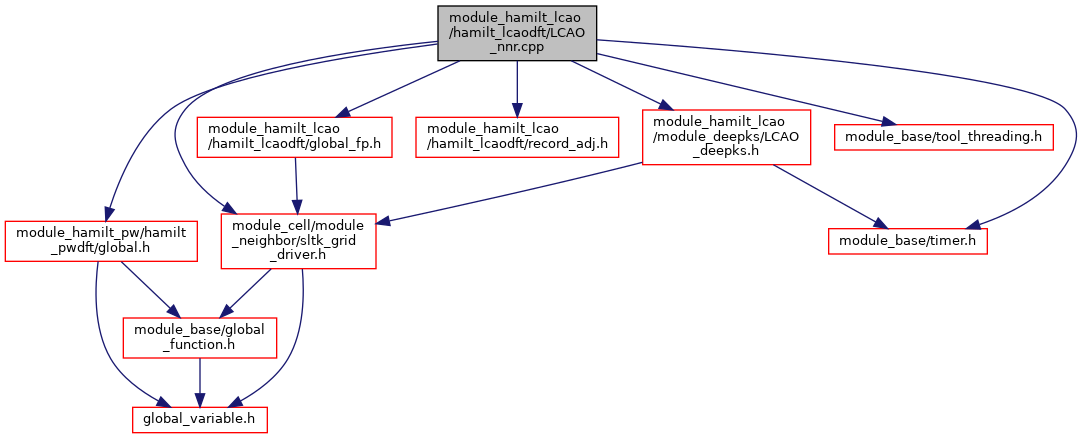 module_hamilt_lcao
/hamilt_lcaodft/LCAO
_nnr.cpp
module_hamilt_lcao
/hamilt_lcaodft/global_fp.h
module_hamilt_lcao
/hamilt_lcaodft/record_adj.h
module_hamilt_lcao
/module_deepks/LCAO
_deepks.h
module_base/tool_threading.h
module_hamilt_pw/hamilt
_pwdft/global.h
module_cell/module
_neighbor/sltk_grid
_driver.h
module_base/timer.h
module_base/global
_function.h
global_variable.h